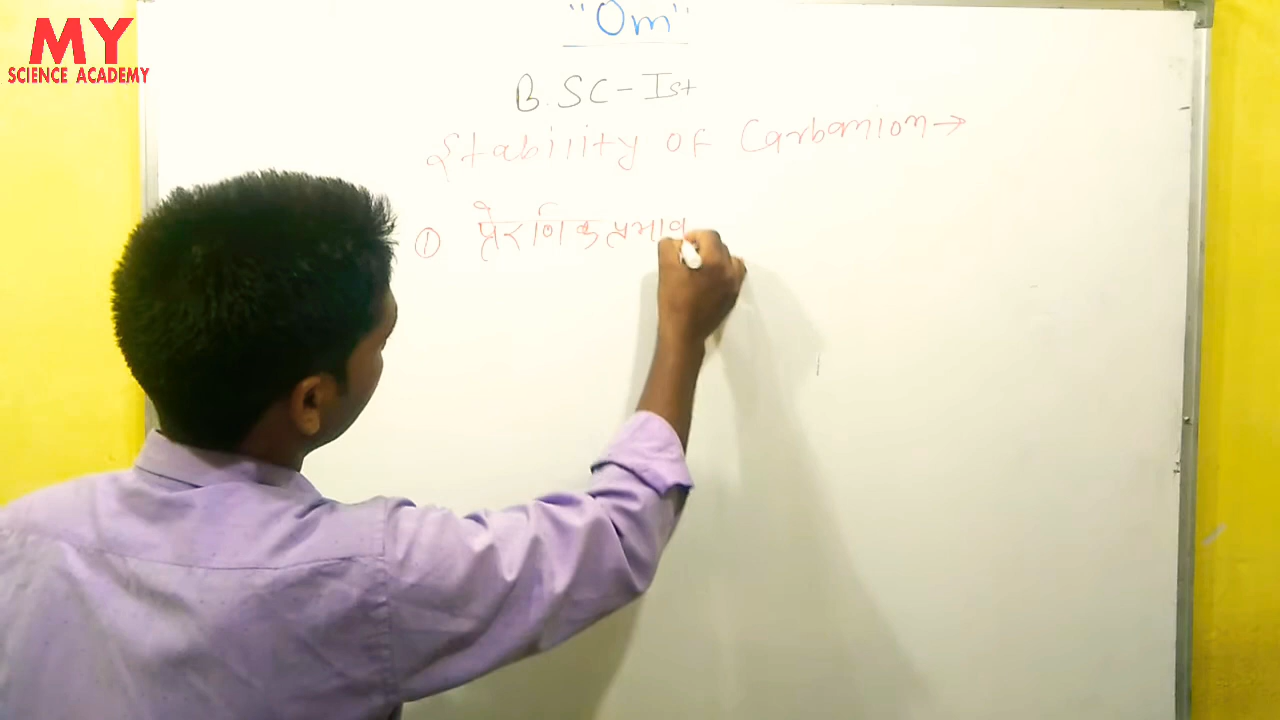 MY
SCIENCE ACADEMY
"Om"
B.SC-Ist
Stability of Carbanion→
① प्रेरणिक प्रभाव